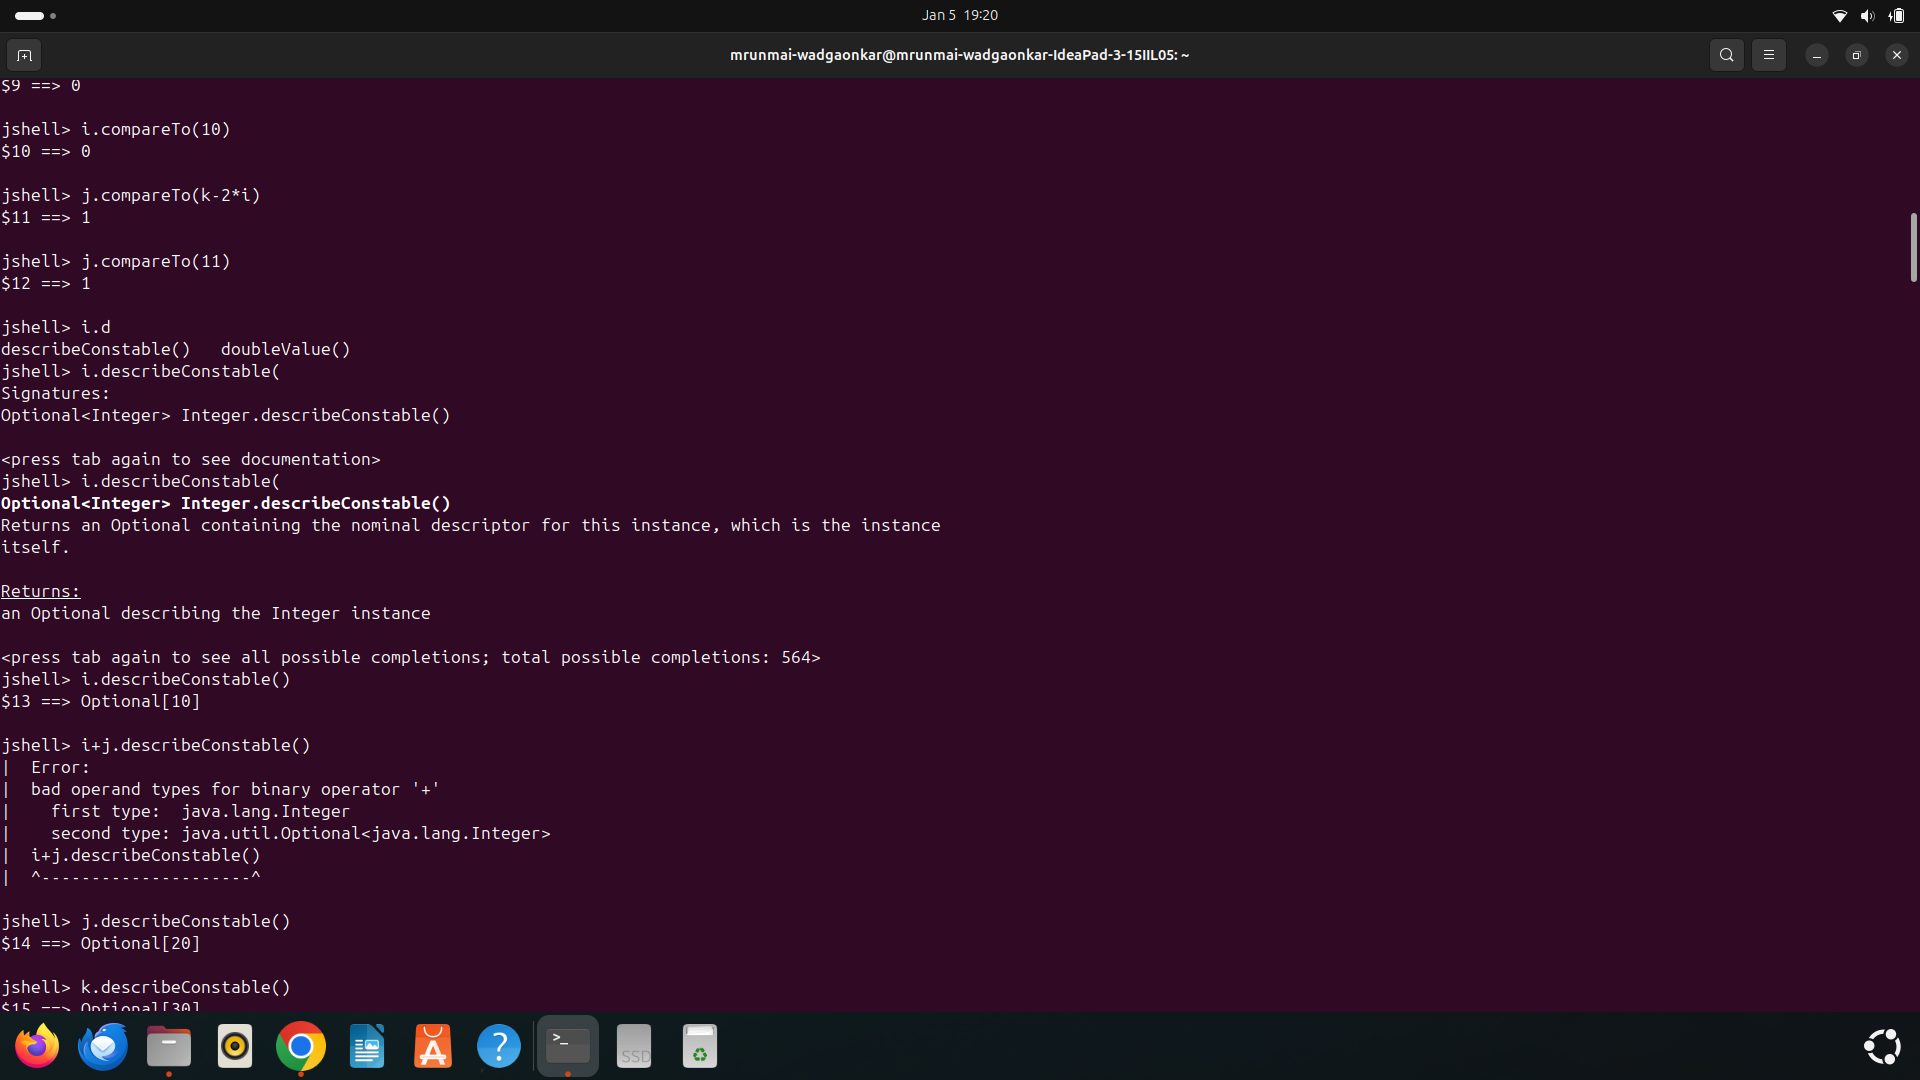 Jan 5 19:20
mrunmai-wadgaonkar@mrunmai-wadgaonkar-IdeaPad-3-15IIL05: ~
$9 ==> 0
jshell> i.compareTo(10)
$10 ==> 0
jshell> j.compareTo(k-2*i)
$11 ==> 1
jshell> j.compareTo(11)
$12 ==> 1
jshell> i.d
describeConstable()   doubleValue()
jshell> i.describeConstable(
Signatures:
Optional<Integer> Integer.describeConstable()
<press tab again to see documentation>
jshell> i.describeConstable(
Optional<Integer> Integer.describeConstable()
Returns an Optional containing the nominal descriptor for this instance, which is the instance
itself.
Returns:
an Optional describing the Integer instance
<press tab again to see all possible completions; total possible completions: 564>
jshell> i.describeConstable()
$13 ==> Optional[10]
jshell> i+j.describeConstable()
|  Error:
|  bad operand types for binary operator '+'
|    first type:  java.lang.Integer
|    second type: java.util.Optional<java.lang.Integer>
|  i+j.describeConstable()
|  ^---------------------^
jshell> j.describeConstable()
$14 ==> Optional[20]
jshell> k.describeConstable()
$15 ==> Optional[30]
>_
SSD